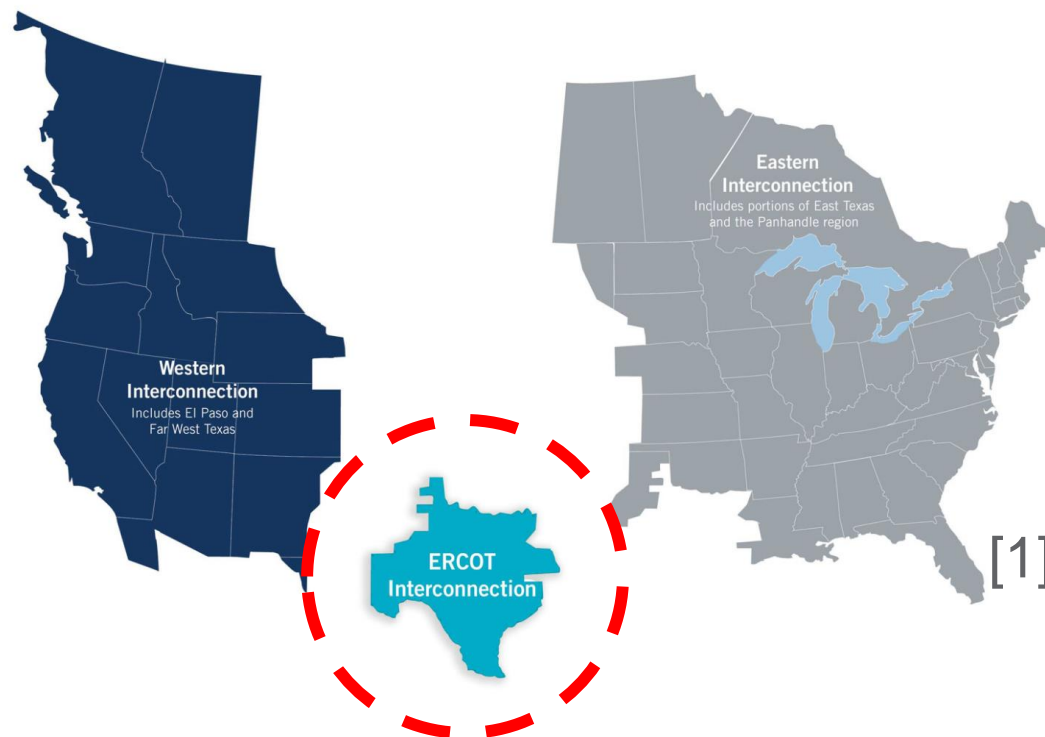 Eastern
Interconnection
Includes portions of East Texas
and the Panhandle region
Western
Interconnection
Includes El Paso and
Far West Texas
ERCOT
Interconnection
[1]